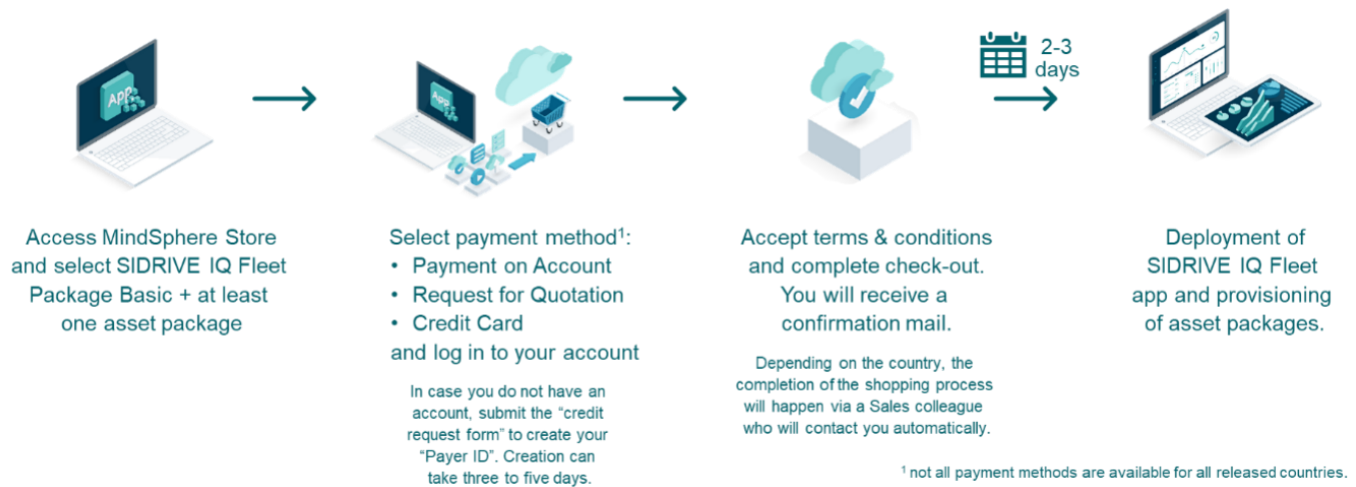 App
App
2-3
days
Access MindSphere Store
and select SIDRIVE IQ Fleet
Package Basic + at least
one asset package
Select payment method¹:
• Payment on Account
• Request for Quotation
• Credit Card
and log in to your account
In case you do not have an
account, submit the “credit
request form” to create your
“Payer ID”. Creation can
take three to five days.
Accept terms & conditions
and complete check-out.
You will receive a
confirmation mail.
Depending on the country, the
completion of the shopping process
will happen via a Sales colleague
who will contact you automatically.
Deployment of
SIDRIVE IQ Fleet
app and provisioning
of asset packages.
¹ not all payment methods are available for all released countries.